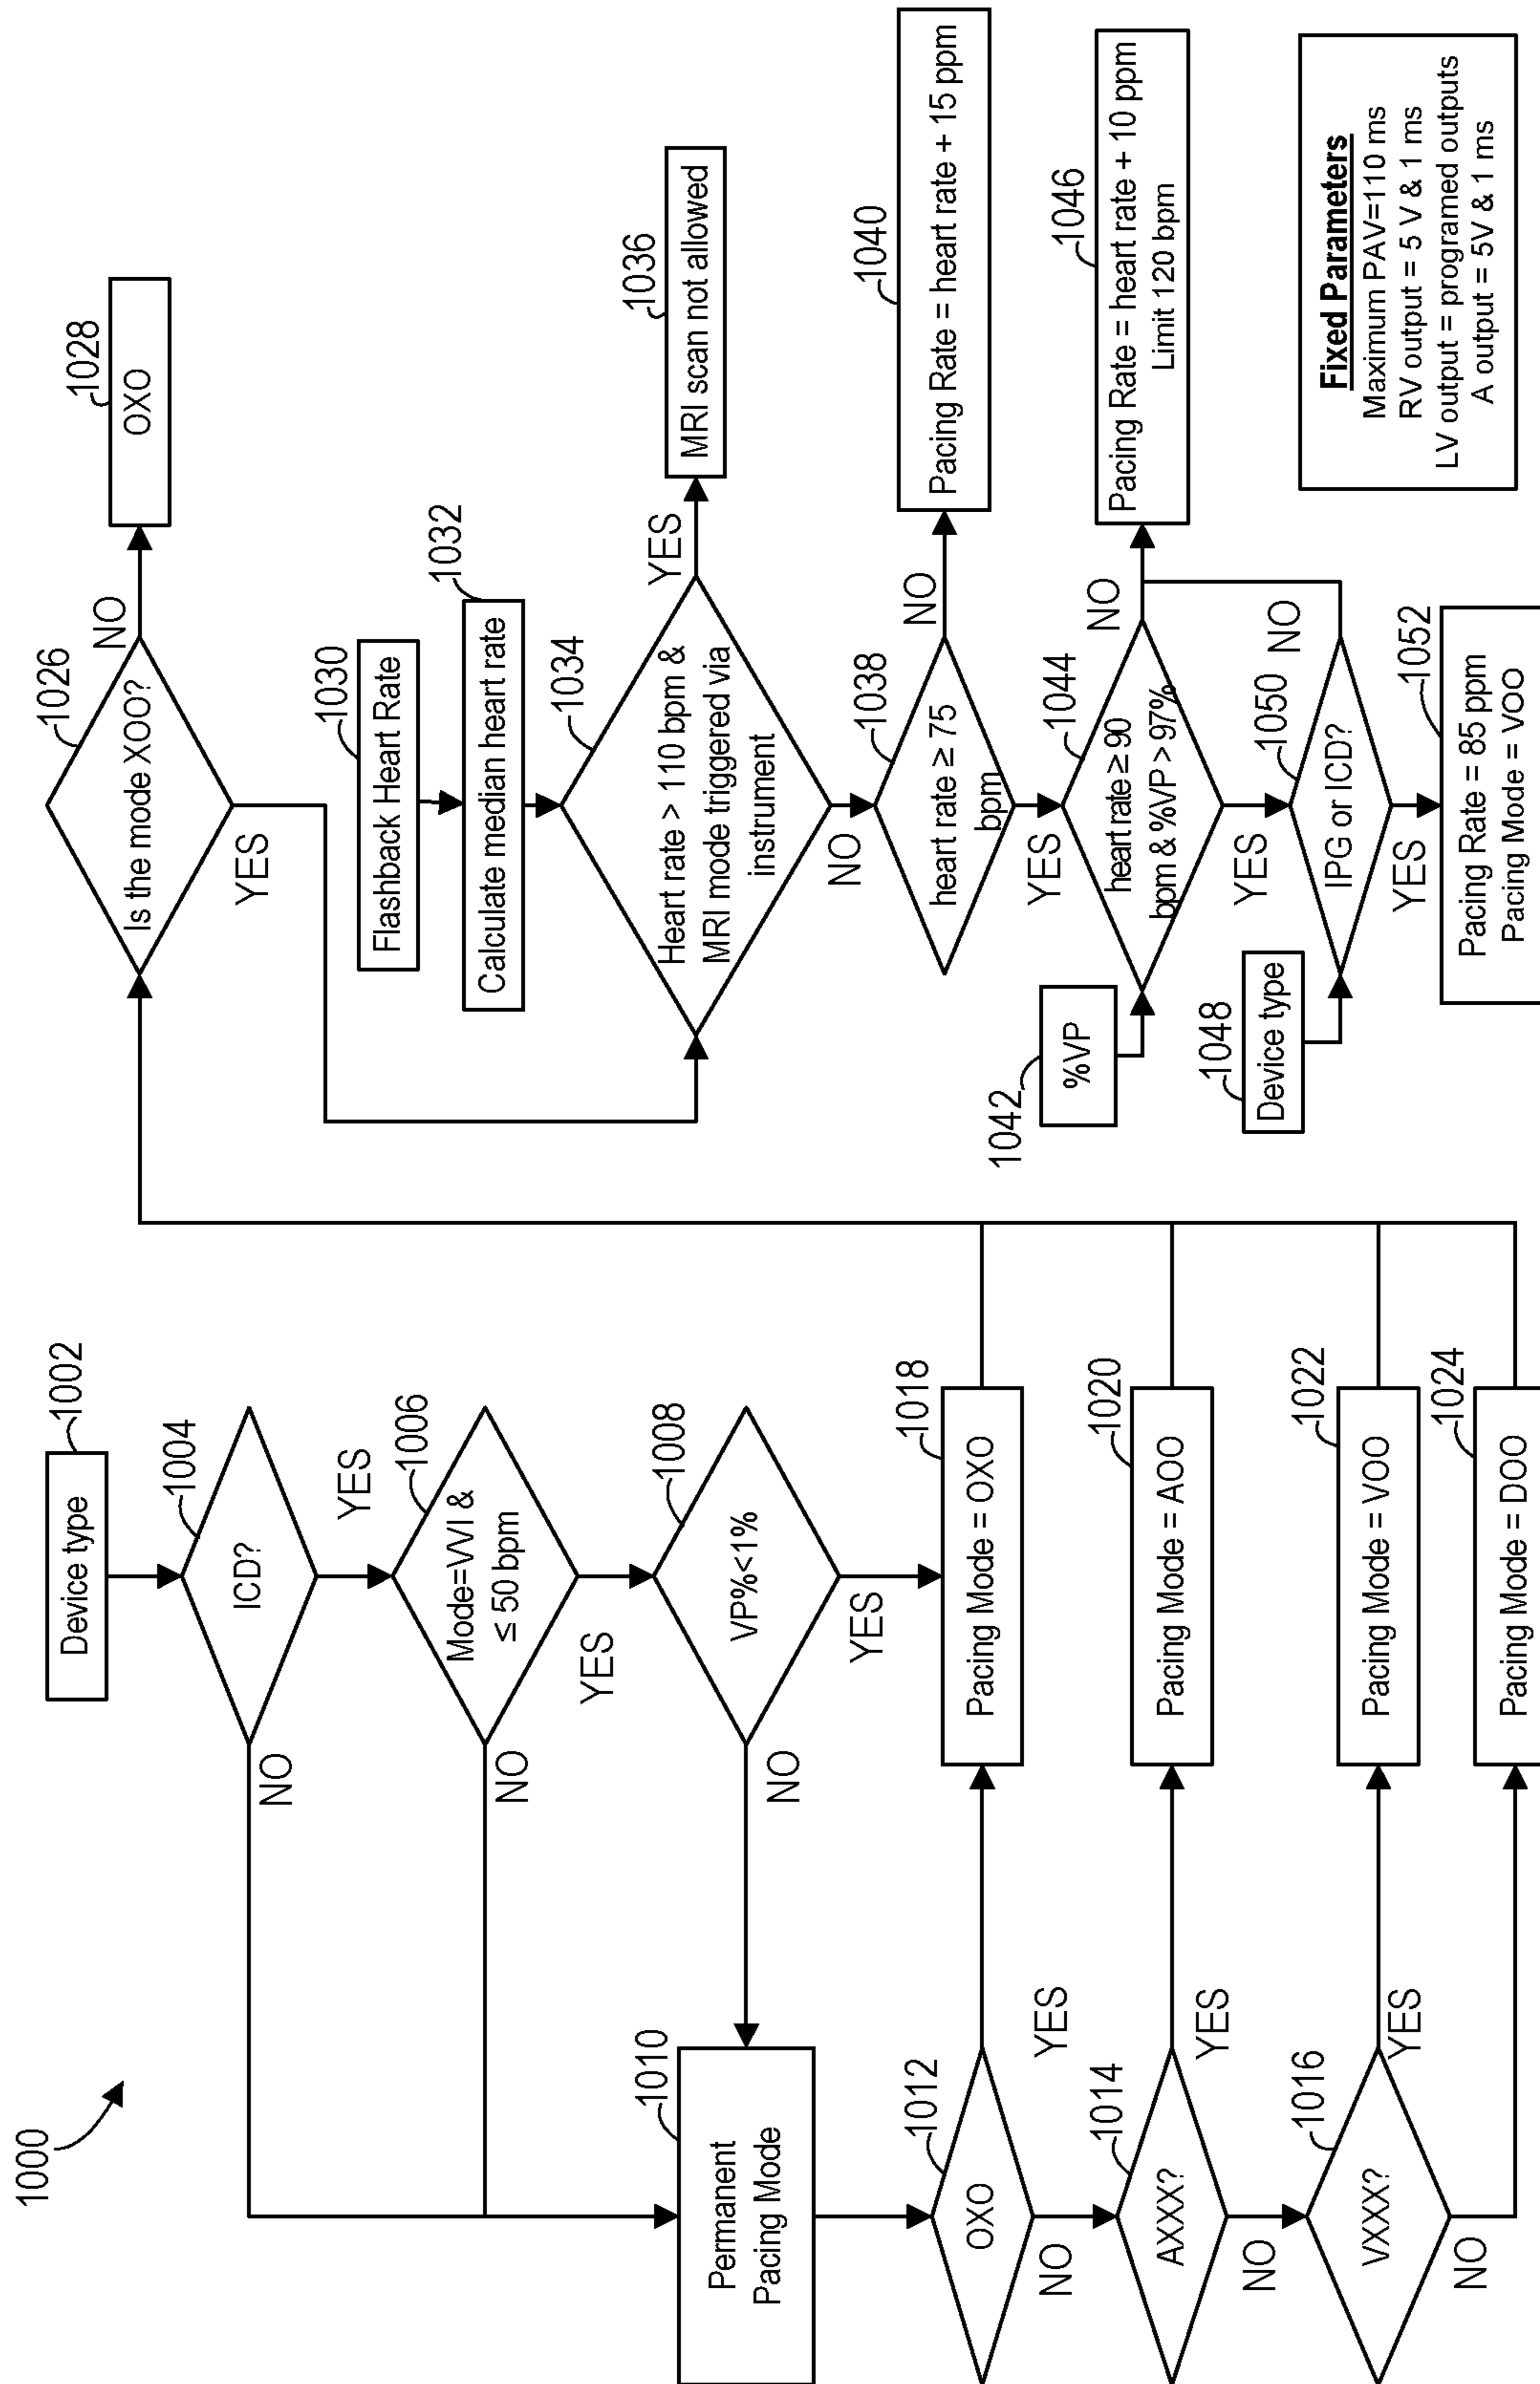 1000
Device type
1002
ICD?
1004
YES
NO
Mode=VVI &
≤ 50 bpm
1006
YES
NO
VP%<1%
1008
YES
NO
Permanent
Pacing Mode
1010
OXO
1012
YES
NO
Pacing Mode = OXO
1018
AXXX?
1014
YES
NO
Pacing Mode = AOO
1020
VXXX?
1016
YES
NO
Pacing Mode = VOO
1022
Pacing Mode = DOO
1024
Is the mode XOO?
1026
NO
YES
OXO
1028
Flashback Heart Rate
1030
Calculate median heart rate
1032
Heart rate > 110 bpm &
MRI mode triggered via
instrument
1034
YES
NO
MRI scan not allowed
1036
heart rate ≥ 75
bpm
1038
NO
YES
Pacing Rate = heart rate + 15 ppm
1040
%VP
1042
heart rate ≥ 90
bpm & %VP > 97%
1044
NO
YES
Pacing Rate = heart rate + 10 ppm
Limit 120 bpm
1046
Device type
1048
IPG or ICD?
1050
NO
YES
Pacing Rate = 85 ppm
Pacing Mode = VOO
1052
Fixed Parameters
Maximum PAV=110 ms
RV output = 5 V & 1 ms
LV output = programed outputs
A output = 5V & 1 ms